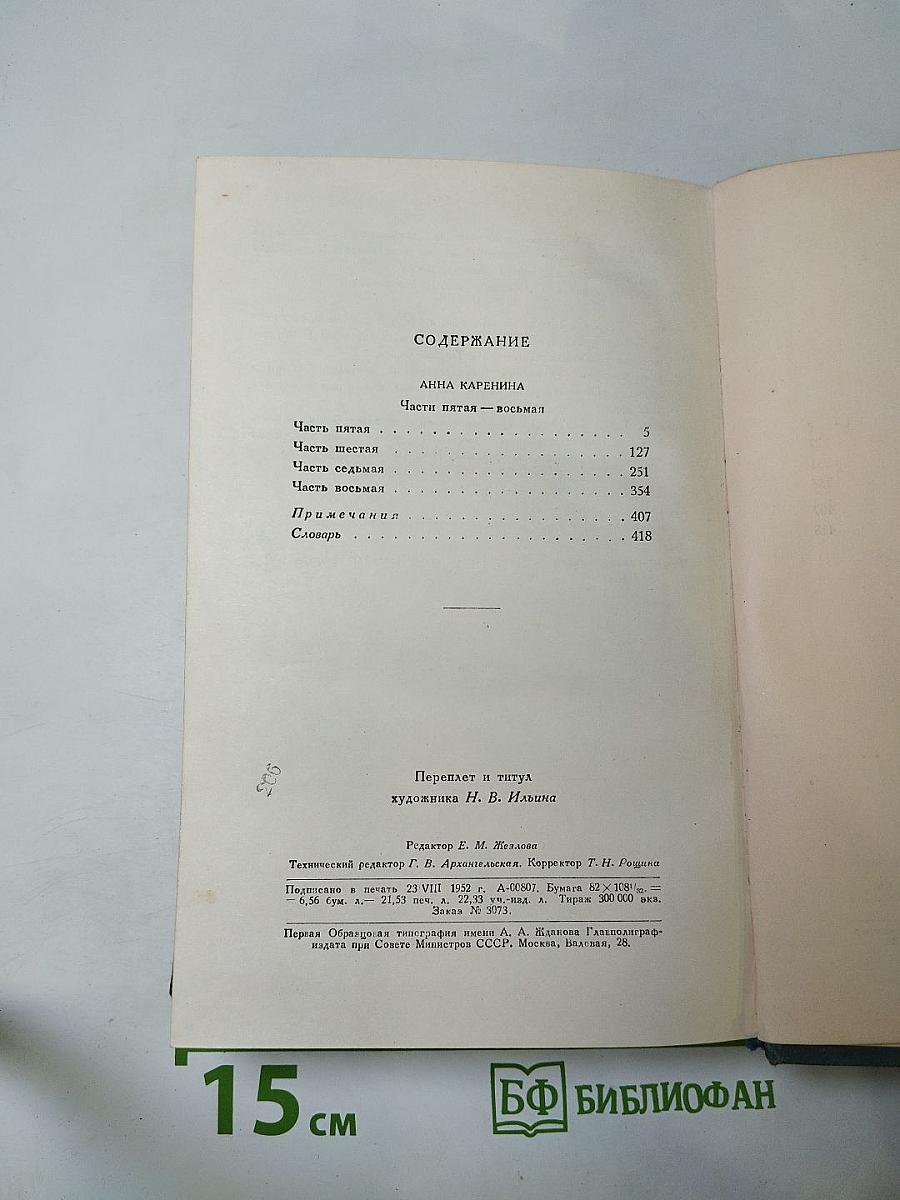 СОДЕРЖАНИЕ
АННА КАРЕНИНА
Части пятая — восьмая
Часть пятая . . . . . . . . . . . . . . . . . . . 5
Часть шестая . . . . . . . . . . . . . . . . . . 127
Часть седьмая . . . . . . . . . . . . . . . . . . 251
Часть восьмая . . . . . . . . . . . . . . . . . . 354
Примечания . . . . . . . . . . . . . . . . . 407
Словарь . . . . . . . . . . . . . . . . . . . . . 418
Переплет и титул
художника Н. В. Ильина
Редактор Е. М. Жезлова
Технический редактор Г. В. Архангельская. Корректор Т. Н. Рощина
Подписано в печать 23/VIII 1952 г. А-00807. Бумага 82×108¹/₃₂. =
- 6,56 бум. л.— 21,53 печ. л. 22,33 уч.-изд. л. Тираж 300 000 экз.
Заказ № 3073.
Первая Образцовая типография имени А. А. Жданова Главполиграф-
издата при Совете Министров СССР. Москва, Валовая, 28.
15 см
БФ БИБЛИОФАН